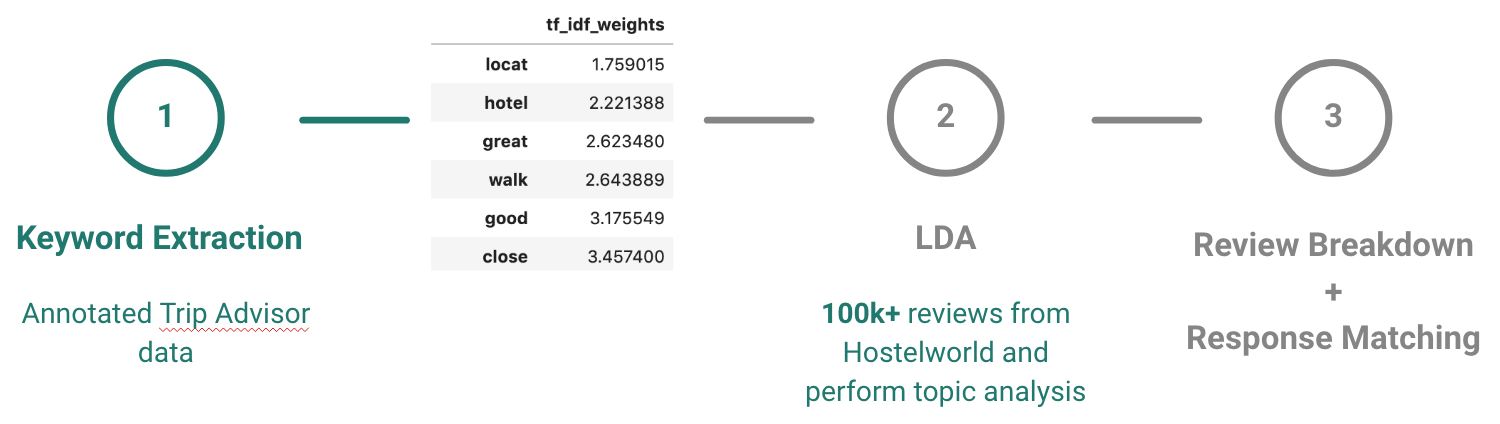 1
Keyword Extraction
Annotated Trip Advisor
data
tf_idf_weights
locat 1.759015
hotel 2.221388
great 2.623480
walk 2.643889
good 3.175549
close 3.457400
2
LDA
100k+ reviews from
Hostelworld and
perform topic analysis
3
Review Breakdown
+
Response Matching